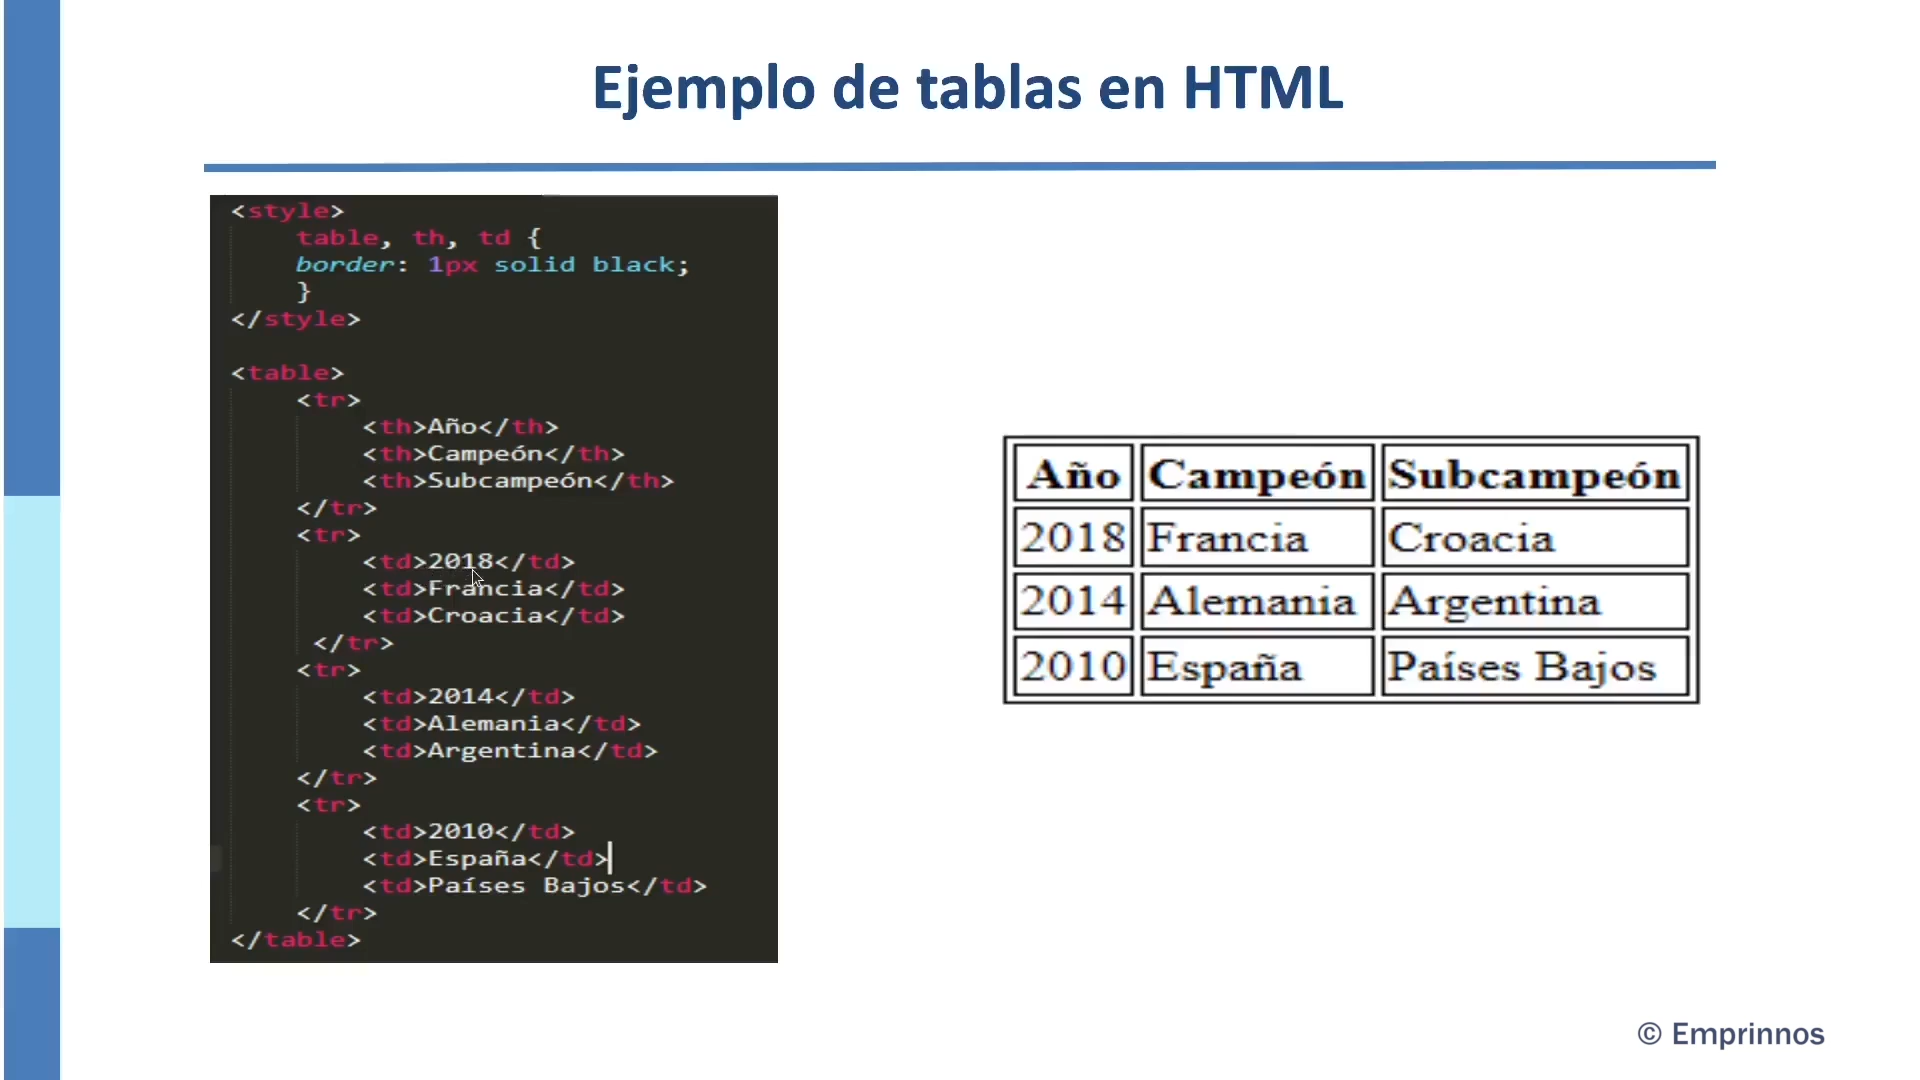 Ejemplo de tablas en HTML
<style>
table, th, td {
border: 1px solid black;
}
</style>
<table>
<tr>
<th>Año</th>
<th>Campeón</th>
<th>Subcampeón</th>
</tr>
<tr>
<td>2018</td>
<td>Francia</td>
<td>Croacia</td>
</tr>
<tr>
<td>2014</td>
<td>Alemania</td>
<td>Argentina</td>
</tr>
<tr>
<td>2010</td>
<td>España</td>
<td>Países Bajos</td>
</tr>
</table>
Año Campeón Subcampeón
2018 Francia Croacia
2014 Alemania Argentina
2010 España Países Bajos
© Emprinnos